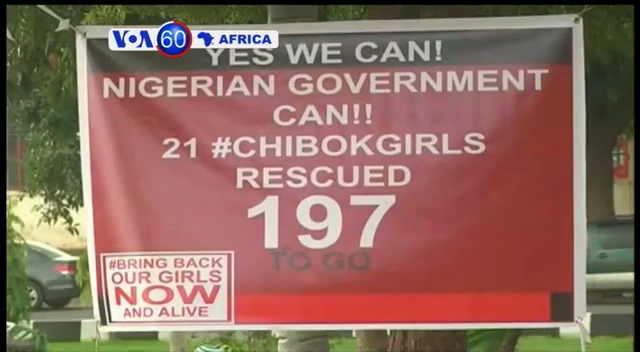 VOA 60 AFRICA
YES WE CAN!
NIGERIAN GOVERNMENT
CAN!!
21 #CHIBOKGIRLS
RESCUED
197
TO GO
#BRING BACK
OUR GIRLS
NOW
AND ALIVE